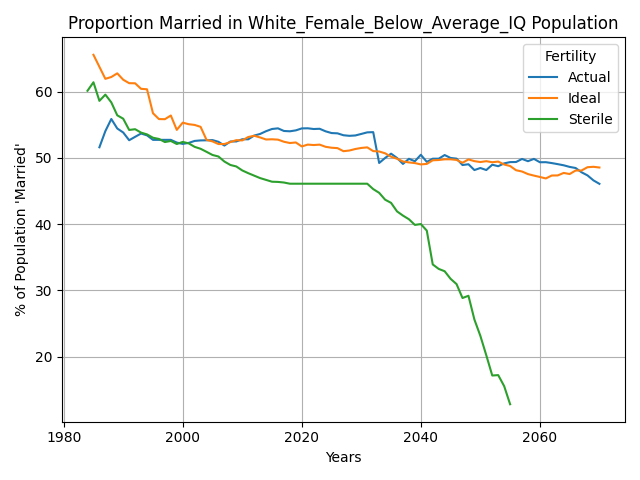 Proportion Married in White_Female_Below_Average_IQ Population
Fertility
Actual
Ideal
Sterile
% of Population 'Married'
60
50
40
30
20
1980
2000
2020
2040
2060
Years